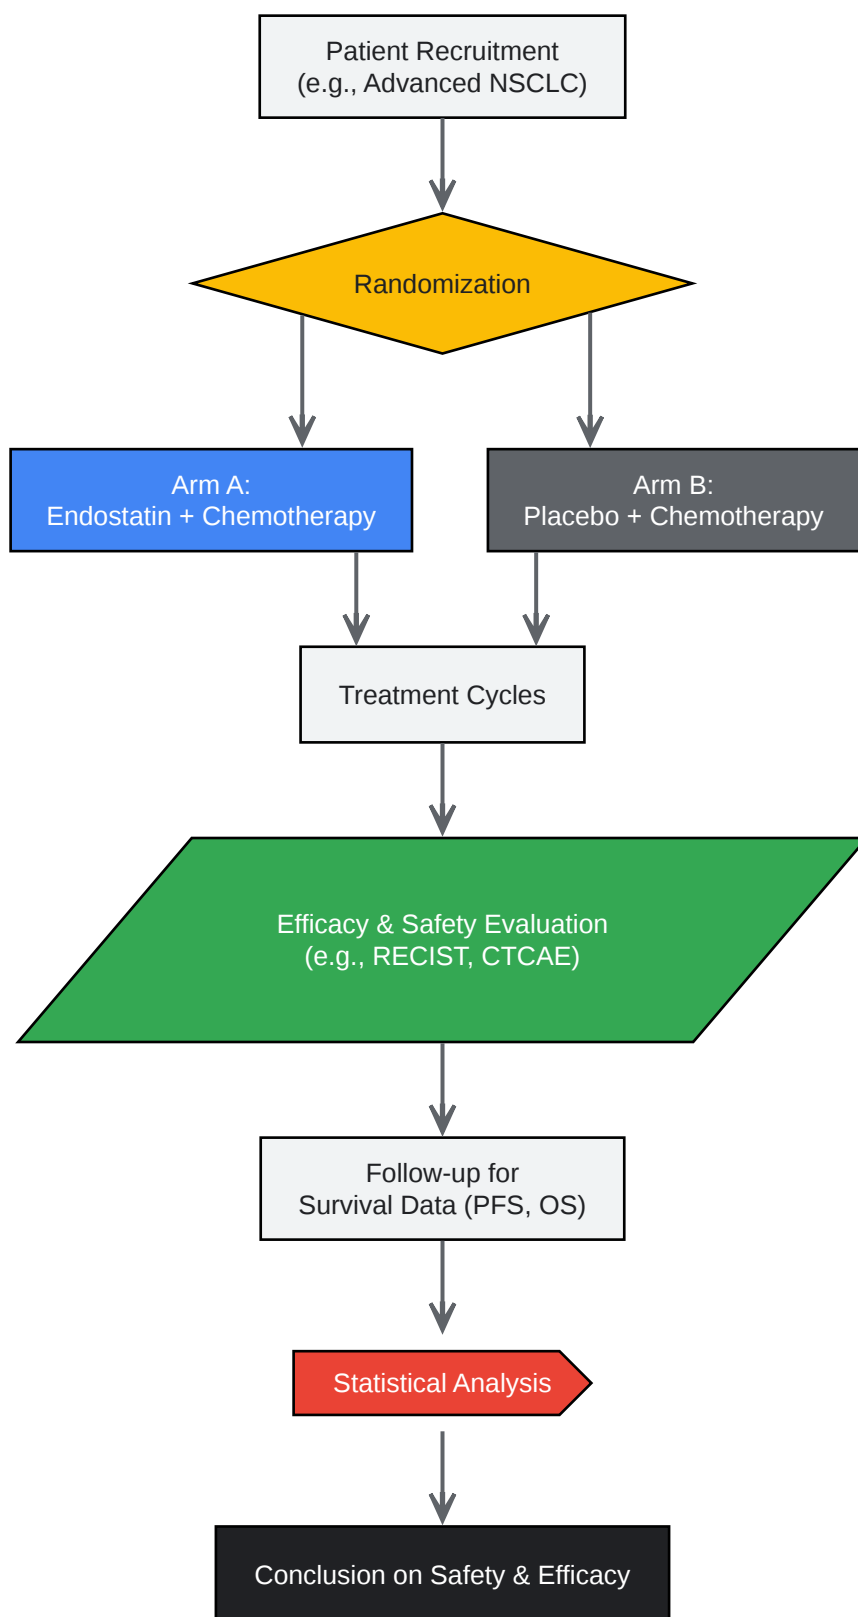 Patient Recruitment
(e.g., Advanced NSCLC)
Randomization
Arm A:
Endostatin + Chemotherapy
Arm B:
Placebo + Chemotherapy
Treatment Cycles
Efficacy & Safety Evaluation
(e.g., RECIST, CTCAE)
Follow-up for
Survival Data (PFS, OS)
Statistical Analysis
Conclusion on Safety & Efficacy